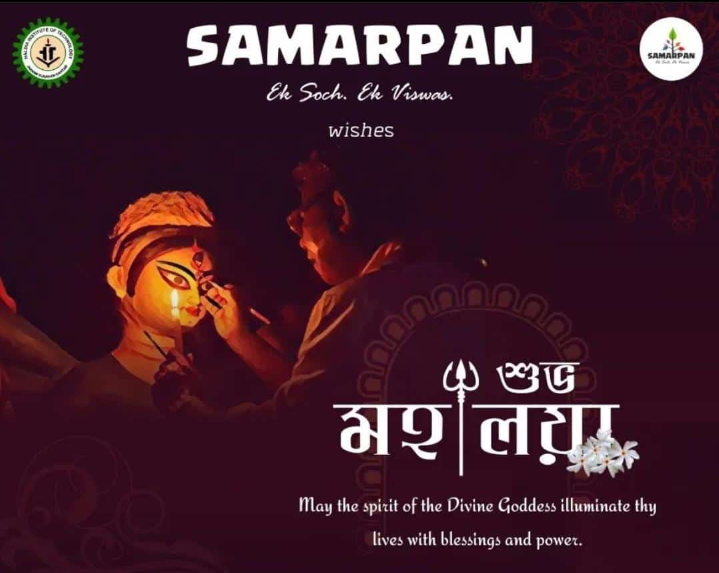 SAMARPAN
Ek Soch. Ek Viswas.
wishes
SAMARPAN
শুভ
মহালয়া
May the spirit of the Divine Goddess illuminate thy
lives with blessings and power.